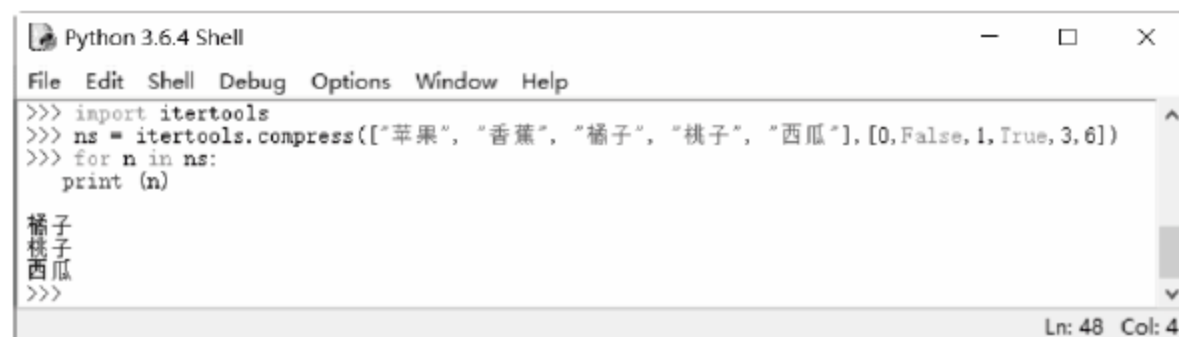 Python 3.6.4 Shell
File Edit Shell Debug Options Window Help
>>> import itertools
>>> ns = itertools.compress(["苹果", "香蕉", "橘子", "桃子", "西瓜"],[0,False,1,True,3,6])
>>> for n in ns:
   print (n)
橘子
桃子
西瓜
>>>
Ln: 48 Col: 4